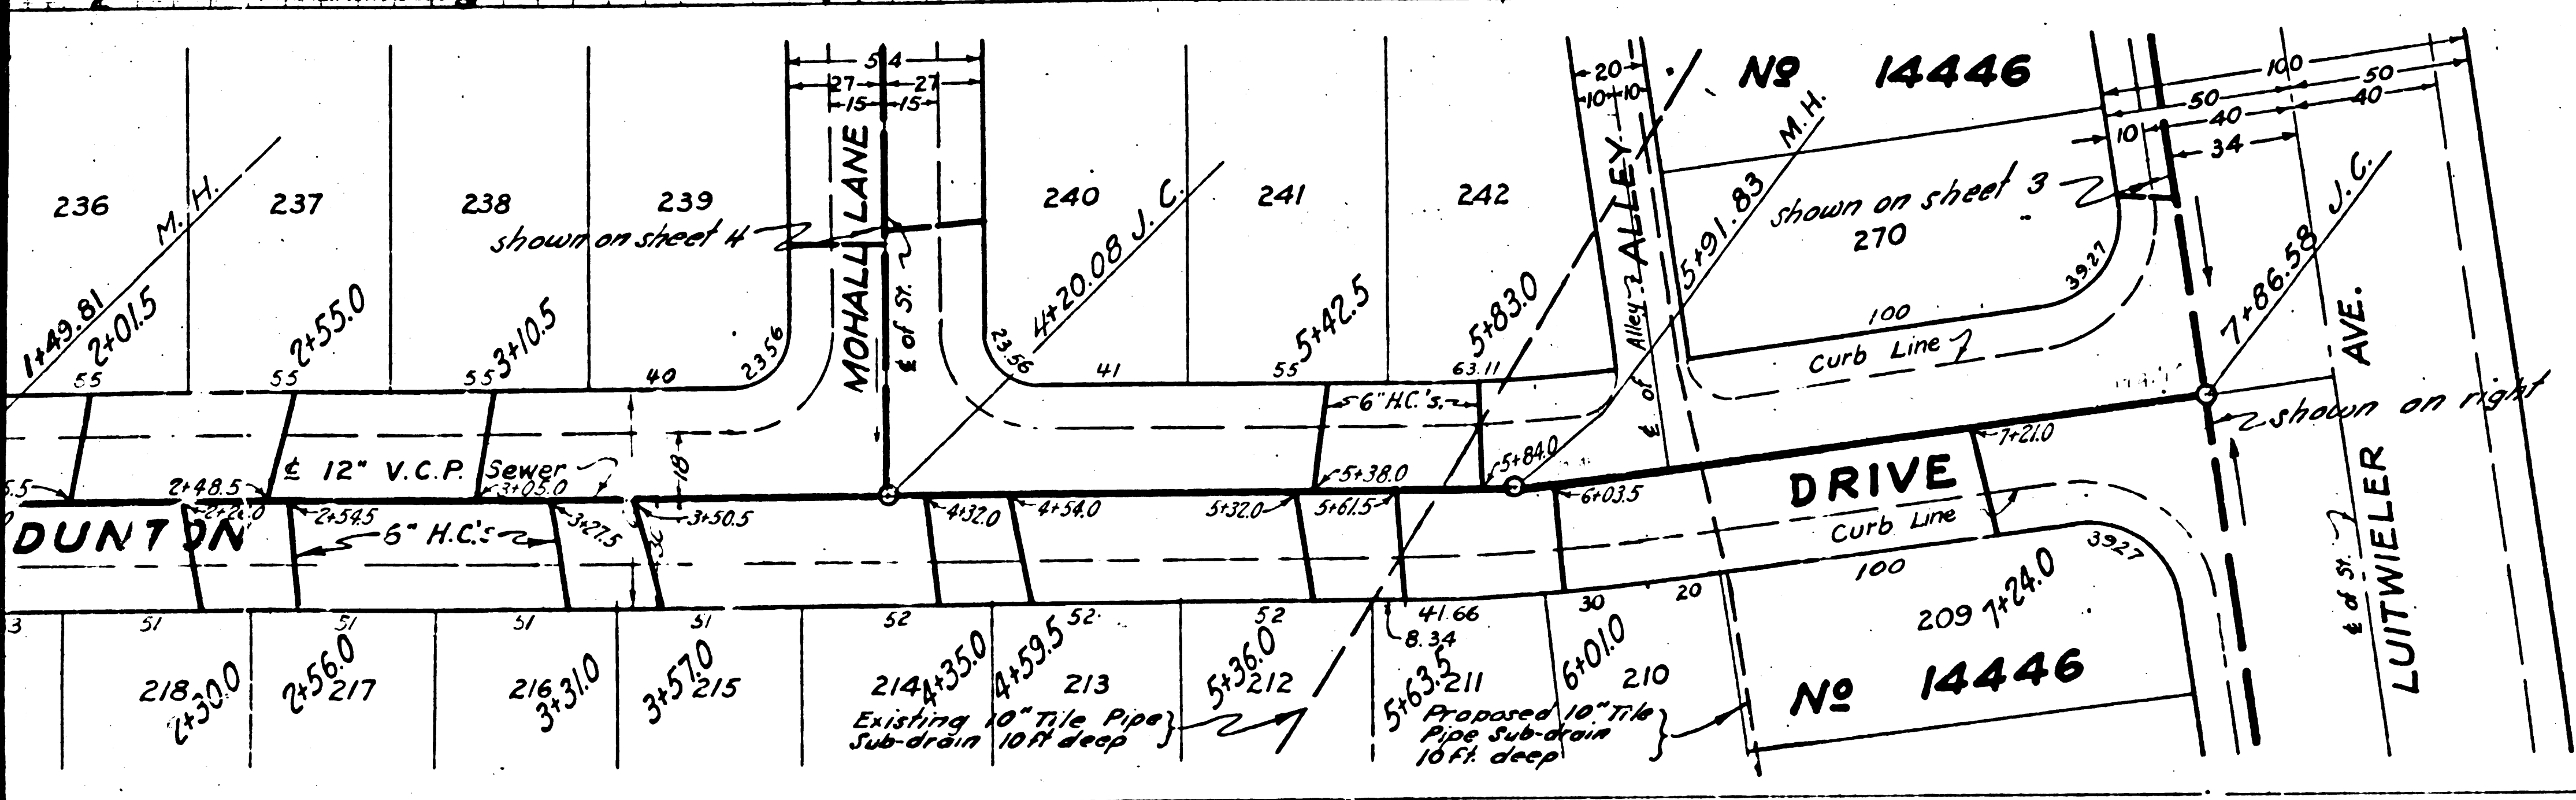 54
27 27
15 15
20
10 10
Nº 14446
100
50 50
10 40 40
34
236
M. H.
237
238
239
shown on sheet 4
MOHALL LANE
℄ of St.
240
4+20.08 J. C.
241
242
ALLEY
℄ of Alley
M.H.
5+91.83
shown on sheet 3
270
39.27
7+86.58 J. C.
1+49.81
2+01.5
2+55.0
3+10.5
5+42.5
5+83.0
55
55
55
40
23.56
23.56
41
55
63.11
100
Curb Line
6" H.C.'s.
shown on right
℄ 12" V.C.P. Sewer
18
2+48.5
3+05.0
5+38.0
5+84.0
7+21.0
2+54.5
3+27.5
3+50.5
4+32.0
4+54.0
5+32.0
5+61.5
6+03.5
DUNTON
6" H.C.'s
DRIVE
Curb Line
℄ of St.
LUITWIELER AVE.
3
51
51
51
51
52
52
52
41.66
8.34
30
20
100
39.27
218
2+30.0
2+56.0
217
216
3+31.0
3+57.0
215
214
4+35.0
4+59.5
213
5+36.0
212
5+63.5
211
6+01.0
210
209
7+24.0
Nº 14446
Existing 10" Tile Pipe
Sub-drain 10 ft deep
Proposed 10" Tile
Pipe Sub-drain
10 ft. deep